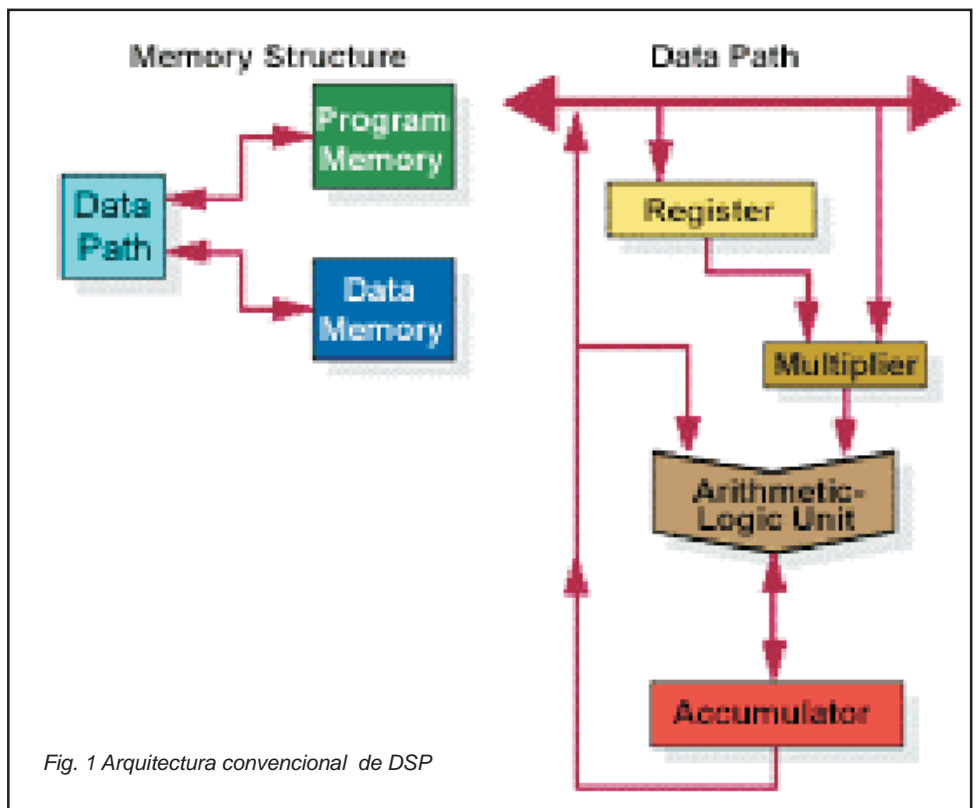 Memory Structure
Data Path
Program
Memory
Data
Path
Data
Memory
Register
Multiplier
Arithmetic-
Logic Unit
Accumulator
Fig. 1 Arquitectura convencional de DSP